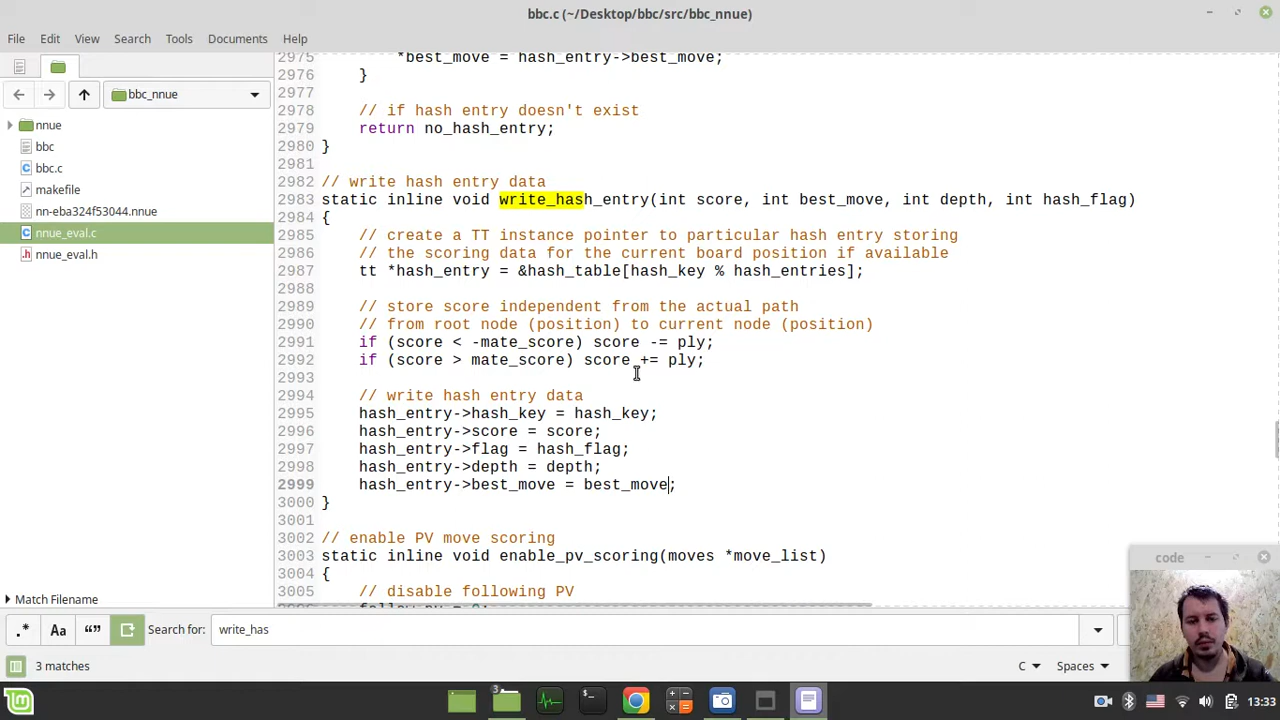 bbc.c (~/Desktop/bbc/src/bbc_nnue)
File Edit View Search Tools Documents Help
bbc_nnue
nnue
bbc
bbc.c
makefile
nn-eba324f53044.nnue
nnue_eval.c
nnue_eval.h
Match Filename
2975 *best_move = hash_entry->best_move;
2976 }
2977
2978 // if hash entry doesn't exist
2979 return no_hash_entry;
2980 }
2981
2982 // write hash entry data
2983 static inline void write_hash_entry(int score, int best_move, int depth, int hash_flag)
2984 {
2985 // create a TT instance pointer to particular hash entry storing
2986 // the scoring data for the current board position if available
2987 tt *hash_entry = &hash_table[hash_key % hash_entries];
2988
2989 // store score independent from the actual path
2990 // from root node (position) to current node (position)
2991 if (score < -mate_score) score -= ply;
2992 if (score > mate_score) score += ply;
2993
2994 // write hash entry data
2995 hash_entry->hash_key = hash_key;
2996 hash_entry->score = score;
2997 hash_entry->flag = hash_flag;
2998 hash_entry->depth = depth;
2999 hash_entry->best_move = best_move;
3000 }
3001
3002 // enable PV move scoring
3003 static inline void enable_pv_scoring(moves *move_list)
3004 {
3005 // disable following PV
code
.* Aa “” Search for: write_has
3 matches C Spaces
3 13:33